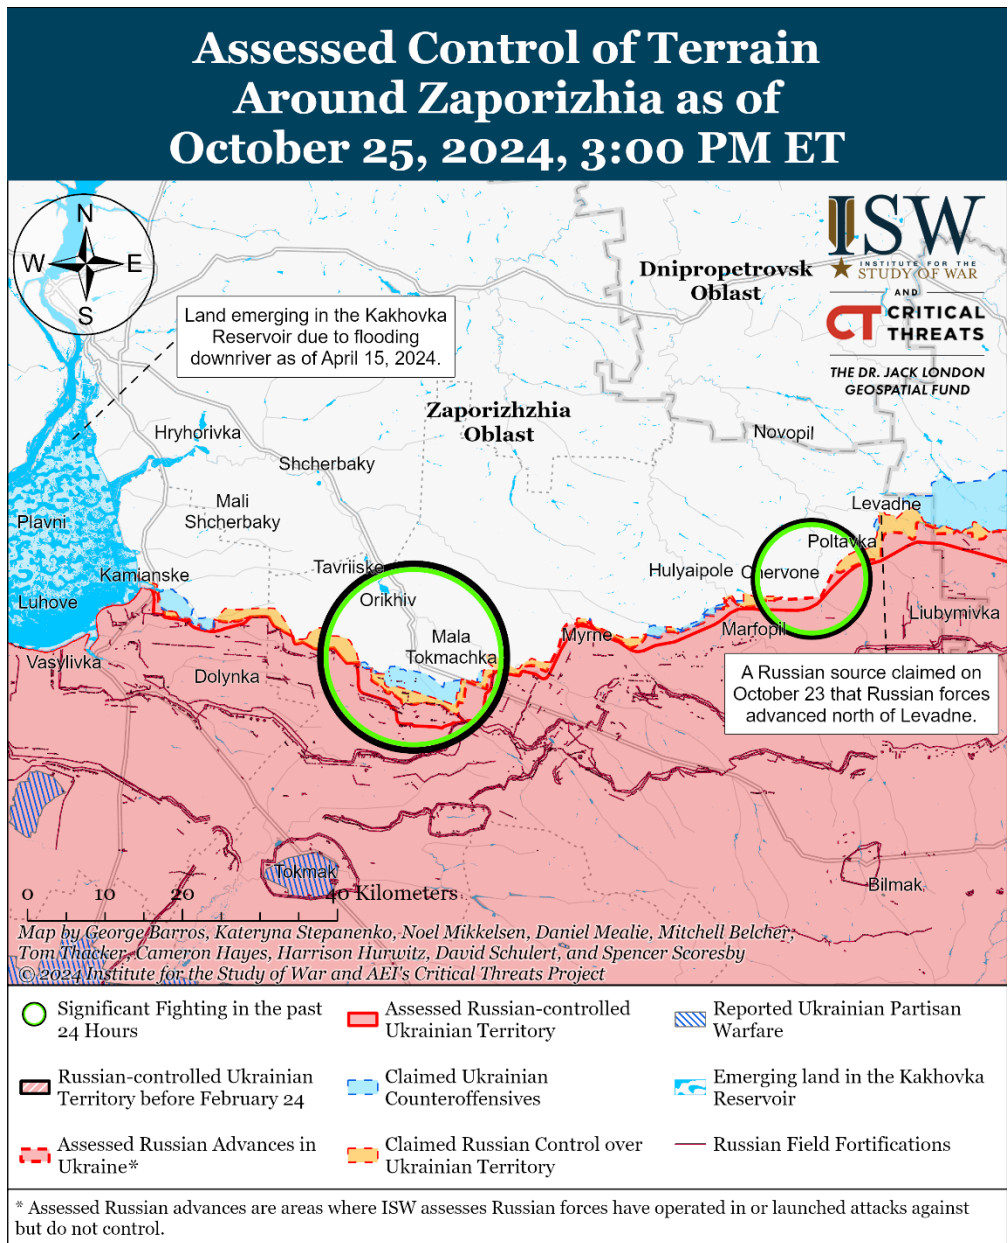 Assessed Control of Terrain
Around Zaporizhia as of
October 25, 2024, 3:00 PM ET
N
W E
S
ISW
INSTITUTE FOR THE
STUDY OF WAR
AND
CT CRITICAL
THREATS
THE DR. JACK LONDON
GEOSPATIAL FUND
Dnipropetrovsk
Oblast
Land emerging in the Kakhovka
Reservoir due to flooding
downriver as of April 15, 2024.
Zaporizhzhia
Oblast
Hryhorivka
Novopil
Shcherbaky
Mali
Shcherbaky
Levadne
Plavni
Poltavka
Tavriiske
Kamianske
Hulyaipole
Chervone
Orikhiv
Luhove
Liubymivka
Mala
Tokmachka
Myrne
Marfopil
Vasylivka
Dolynka
A Russian source claimed on
October 23 that Russian forces
advanced north of Levadne.
Tokmak
Bilmak
0 10 20 40 Kilometers
Map by George Barros, Kateryna Stepanenko, Noel Mikkelsen, Daniel Mealie, Mitchell Belcher,
Tom Thacker, Cameron Hayes, Harrison Hurwitz, David Schulert, and Spencer Scoresby
© 2024 Institute for the Study of War and AEI's Critical Threats Project
Significant Fighting in the past
24 Hours
Russian-controlled Ukrainian
Territory before February 24
Assessed Russian Advances in
Ukraine*
Assessed Russian-controlled
Ukrainian Territory
Claimed Ukrainian
Counteroffensives
Claimed Russian Control over
Ukrainian Territory
Reported Ukrainian Partisan
Warfare
Emerging land in the Kakhovka
Reservoir
Russian Field Fortifications
* Assessed Russian advances are areas where ISW assesses Russian forces have operated in or launched attacks against
but do not control.